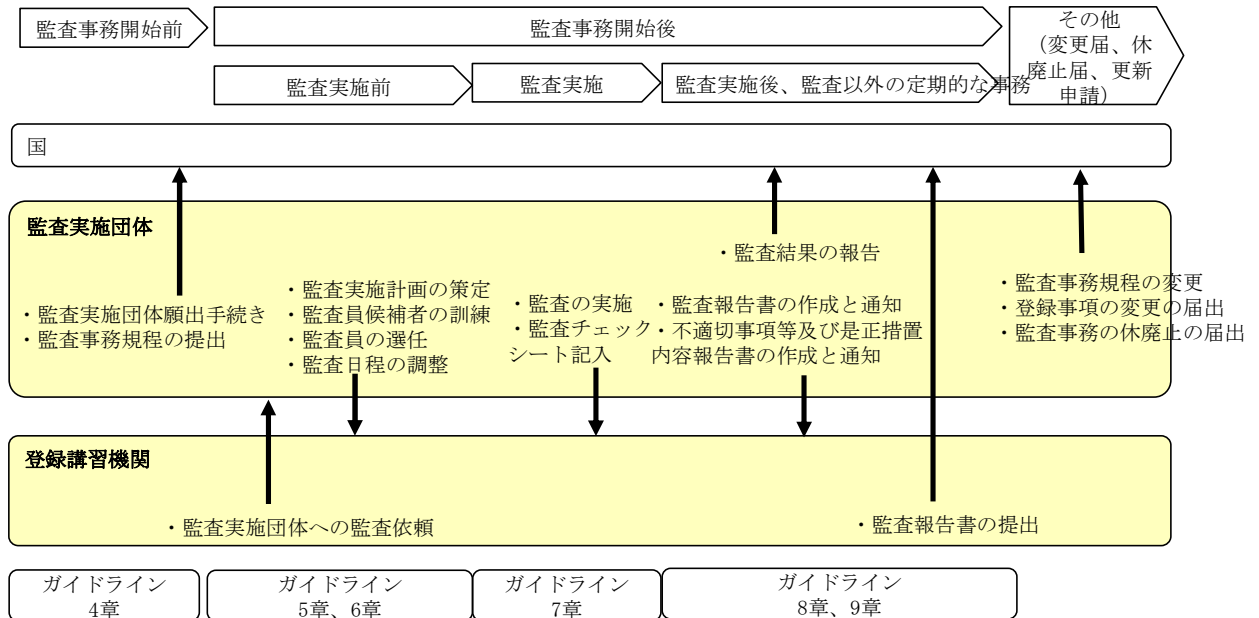 監査事務開始前
監査事務開始後
その他
（変更届、休
廃止届、更新
申請）
監査実施前
監査実施
監査実施後、監査以外の定期的な事務
国
監査実施団体
・監査実施団体願出手続き
・監査事務規程の提出
・監査実施計画の策定
・監査員候補者の訓練
・監査員の選任
・監査日程の調整
・監査の実施
・監査チェック
シート記入
・監査結果の報告
・監査報告書の作成と通知
・不適切事項等及び是正措置
内容報告書の作成と通知
・監査事務規程の変更
・登録事項の変更の届出
・監査事務の休廃止の届出
登録講習機関
・監査実施団体への監査依頼
・監査報告書の提出
ガイドライン
4章
ガイドライン
5章、6章
ガイドライン
7章
ガイドライン
8章、9章